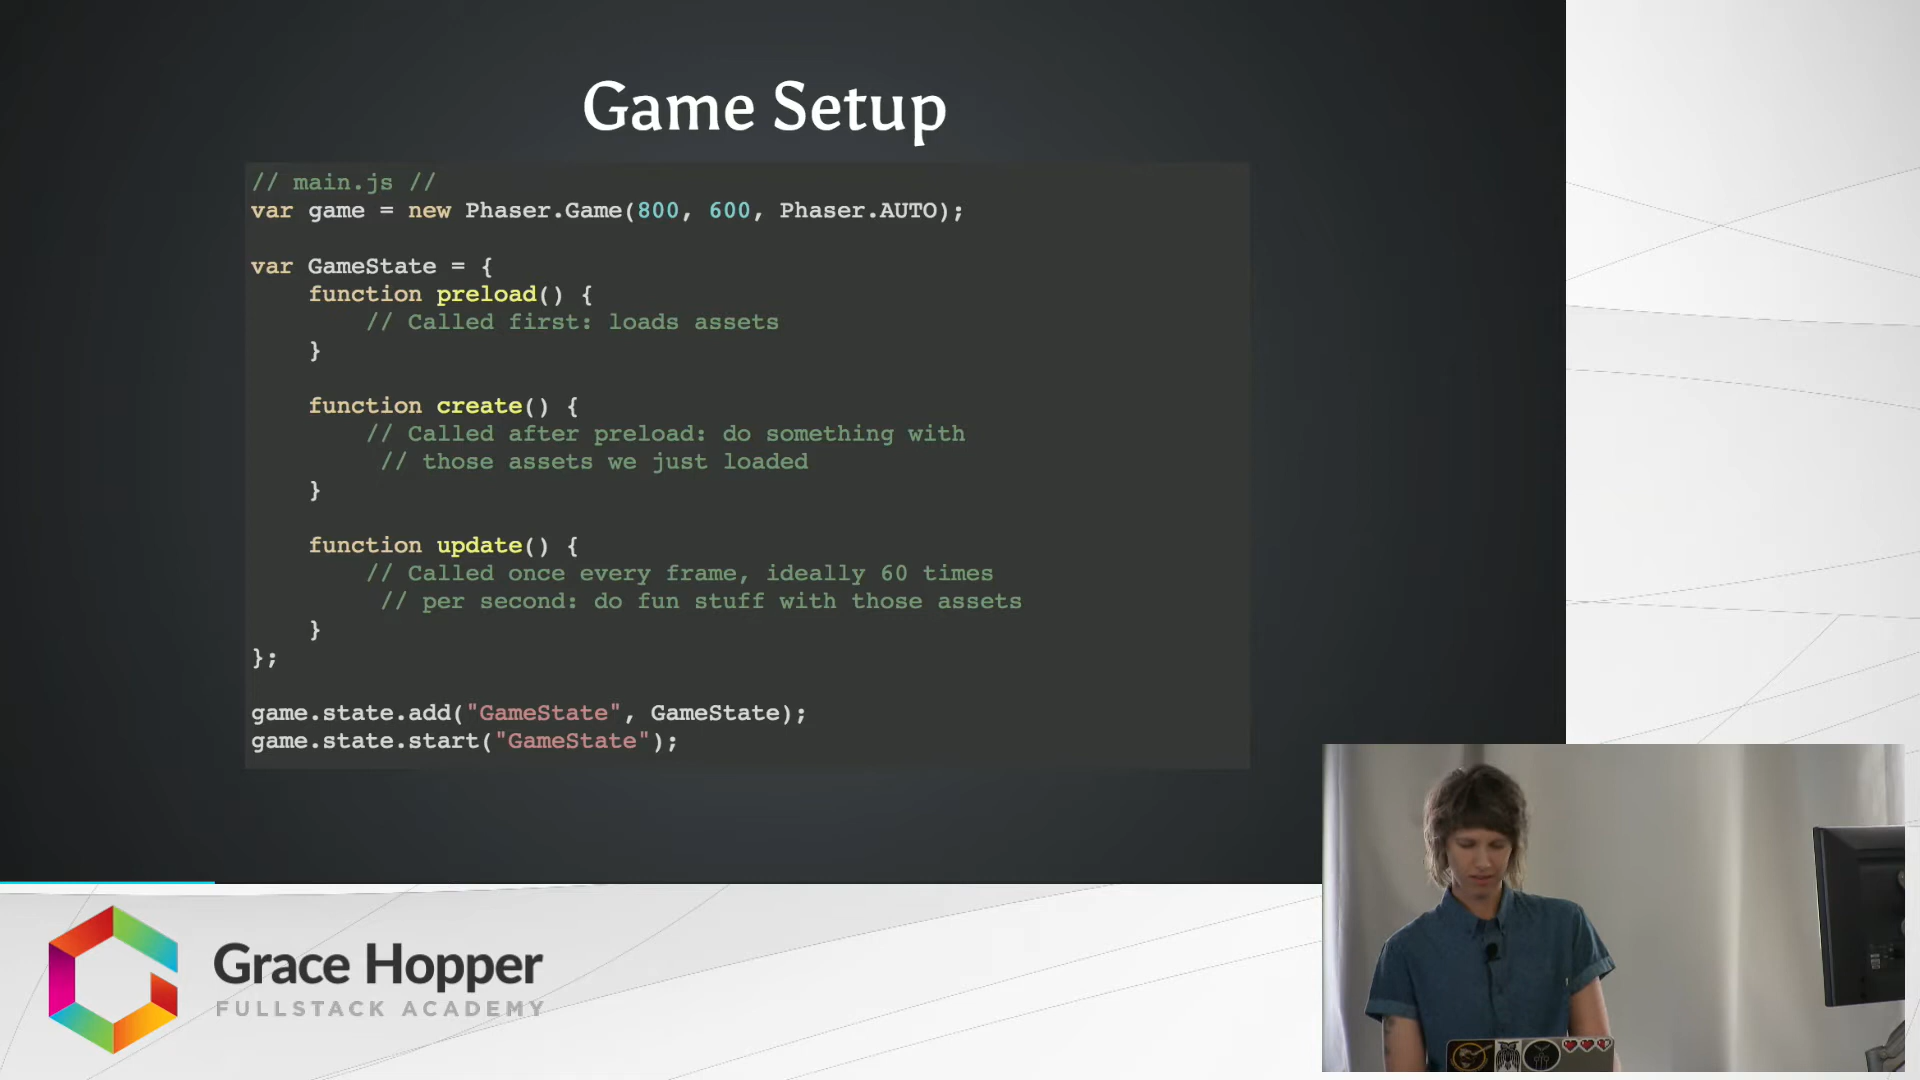 Game Setup
// main.js //
var game = new Phaser.Game(800, 600, Phaser.AUTO);
var GameState = {
function preload() {
// Called first: loads assets
}
function create() {
// Called after preload: do something with
// those assets we just loaded
}
function update() {
// Called once every frame, ideally 60 times
// per second: do fun stuff with those assets
}
};
game.state.add("GameState", GameState);
game.state.start("GameState");
Grace Hopper
FULLSTACK ACADEMY